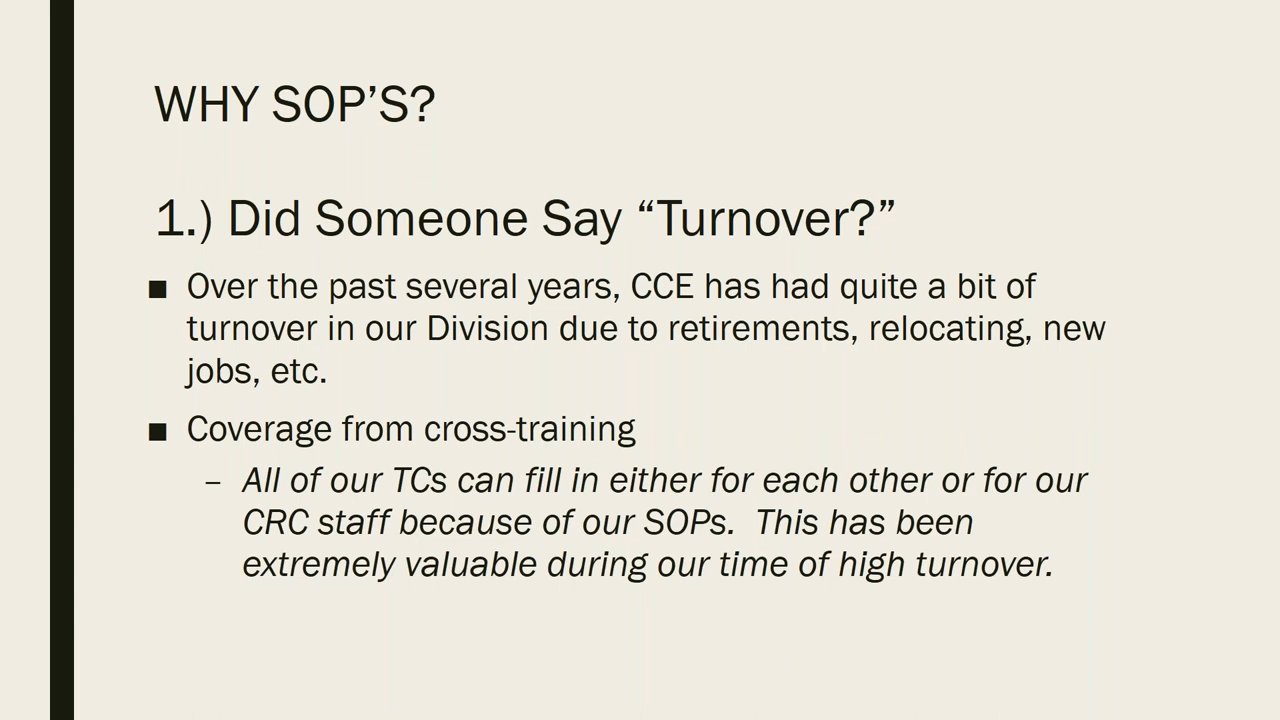 WHY SOP’S?
1.) Did Someone Say “Turnover?”
■ Over the past several years, CCE has had quite a bit of
turnover in our Division due to retirements, relocating, new
jobs, etc.
■ Coverage from cross-training
– All of our TCs can fill in either for each other or for our
CRC staff because of our SOPs.  This has been
extremely valuable during our time of high turnover.